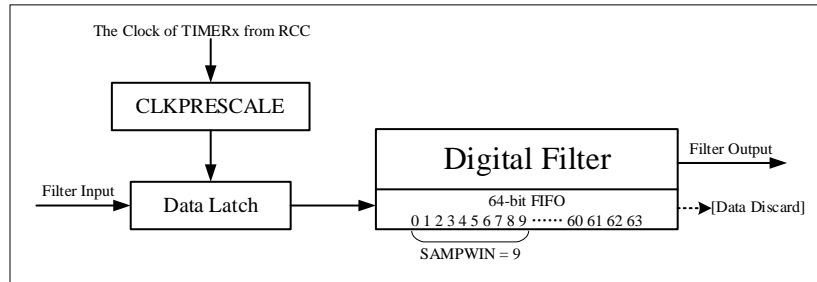 The Clock of TIMERx from RCC
CLKPRESCALE
Digital Filter
Filter Output
Filter Input
Data Latch
64-bit FIFO
0 1 2 3 4 5 6 7 8 9 ······ 60 61 62 63
[Data Discard]
SAMPWIN = 9